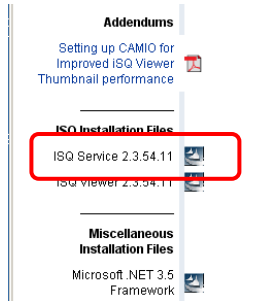 Addendums
Setting up CAMIO for
Improved iSQ Viewer
Thumbnail performance
ISQ Installation Files
ISQ Service 2.3.54.11
ISQ Viewer 2.3.54.11
Miscellaneous
Installation Files
Microsoft .NET 3.5
Framework